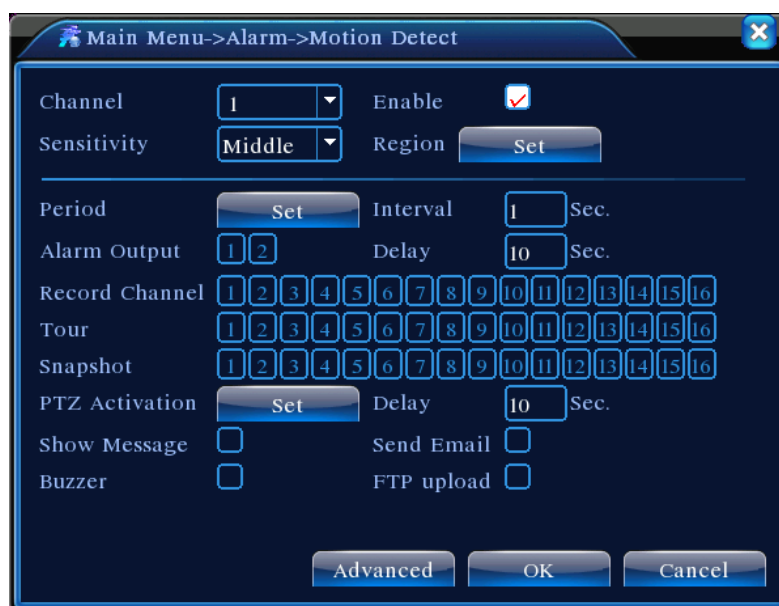 Main Menu->Alarm->Motion Detect
Channel 1 Enable
Sensitivity Middle Region Set
Period Set Interval 1 Sec.
Alarm Output 1 2 Delay 10 Sec.
Record Channel 1 2 3 4 5 6 7 8 9 10 11 12 13 14 15 16
Tour 1 2 3 4 5 6 7 8 9 10 11 12 13 14 15 16
Snapshot 1 2 3 4 5 6 7 8 9 10 11 12 13 14 15 16
PTZ Activation Set Delay 10 Sec.
Show Message Send Email
Buzzer FTP upload
Advanced OK Cancel